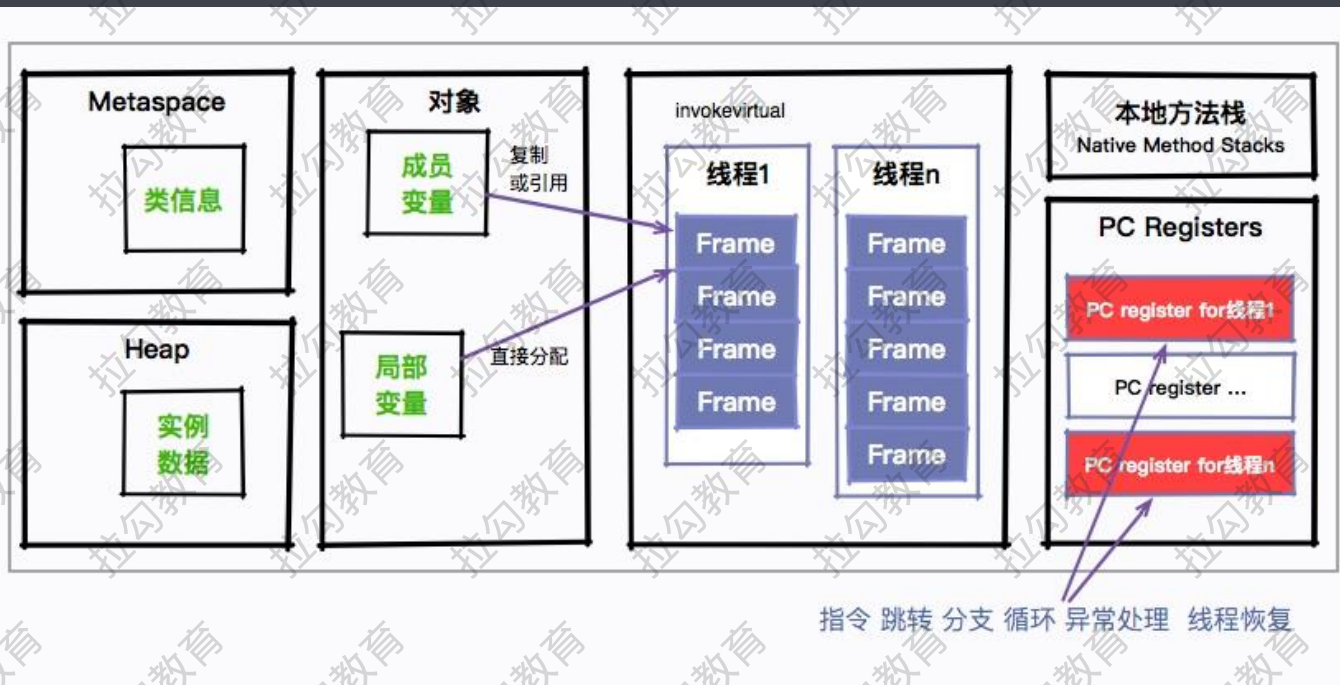 Metaspace
类信息
Heap
实例
数据
对象
成员
变量
复制
或引用
局部
变量
直接分配
invokevirtual
线程1
Frame
Frame
Frame
Frame
线程n
Frame
Frame
Frame
Frame
Frame
本地方法栈
Native Method Stacks
PC Registers
PC register for线程1
PC register ...
PC register for线程n
指令 跳转 分支 循环 异常处理 线程恢复
拉勾教育